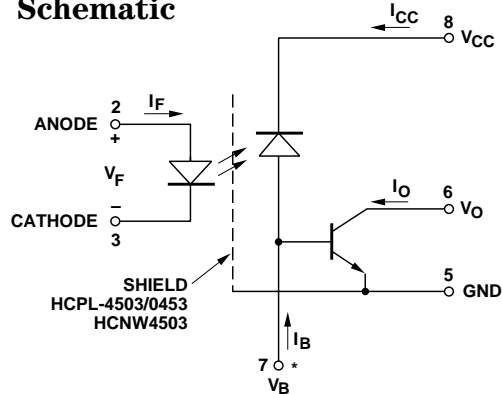 Schematic
ICC
8
VCC
2
IF
ANODE
+
VF
IO
6
VO
–
CATHODE
3
SHIELD
HCPL-4503/0453
HCNW4503
5
GND
IB
7
*
VB